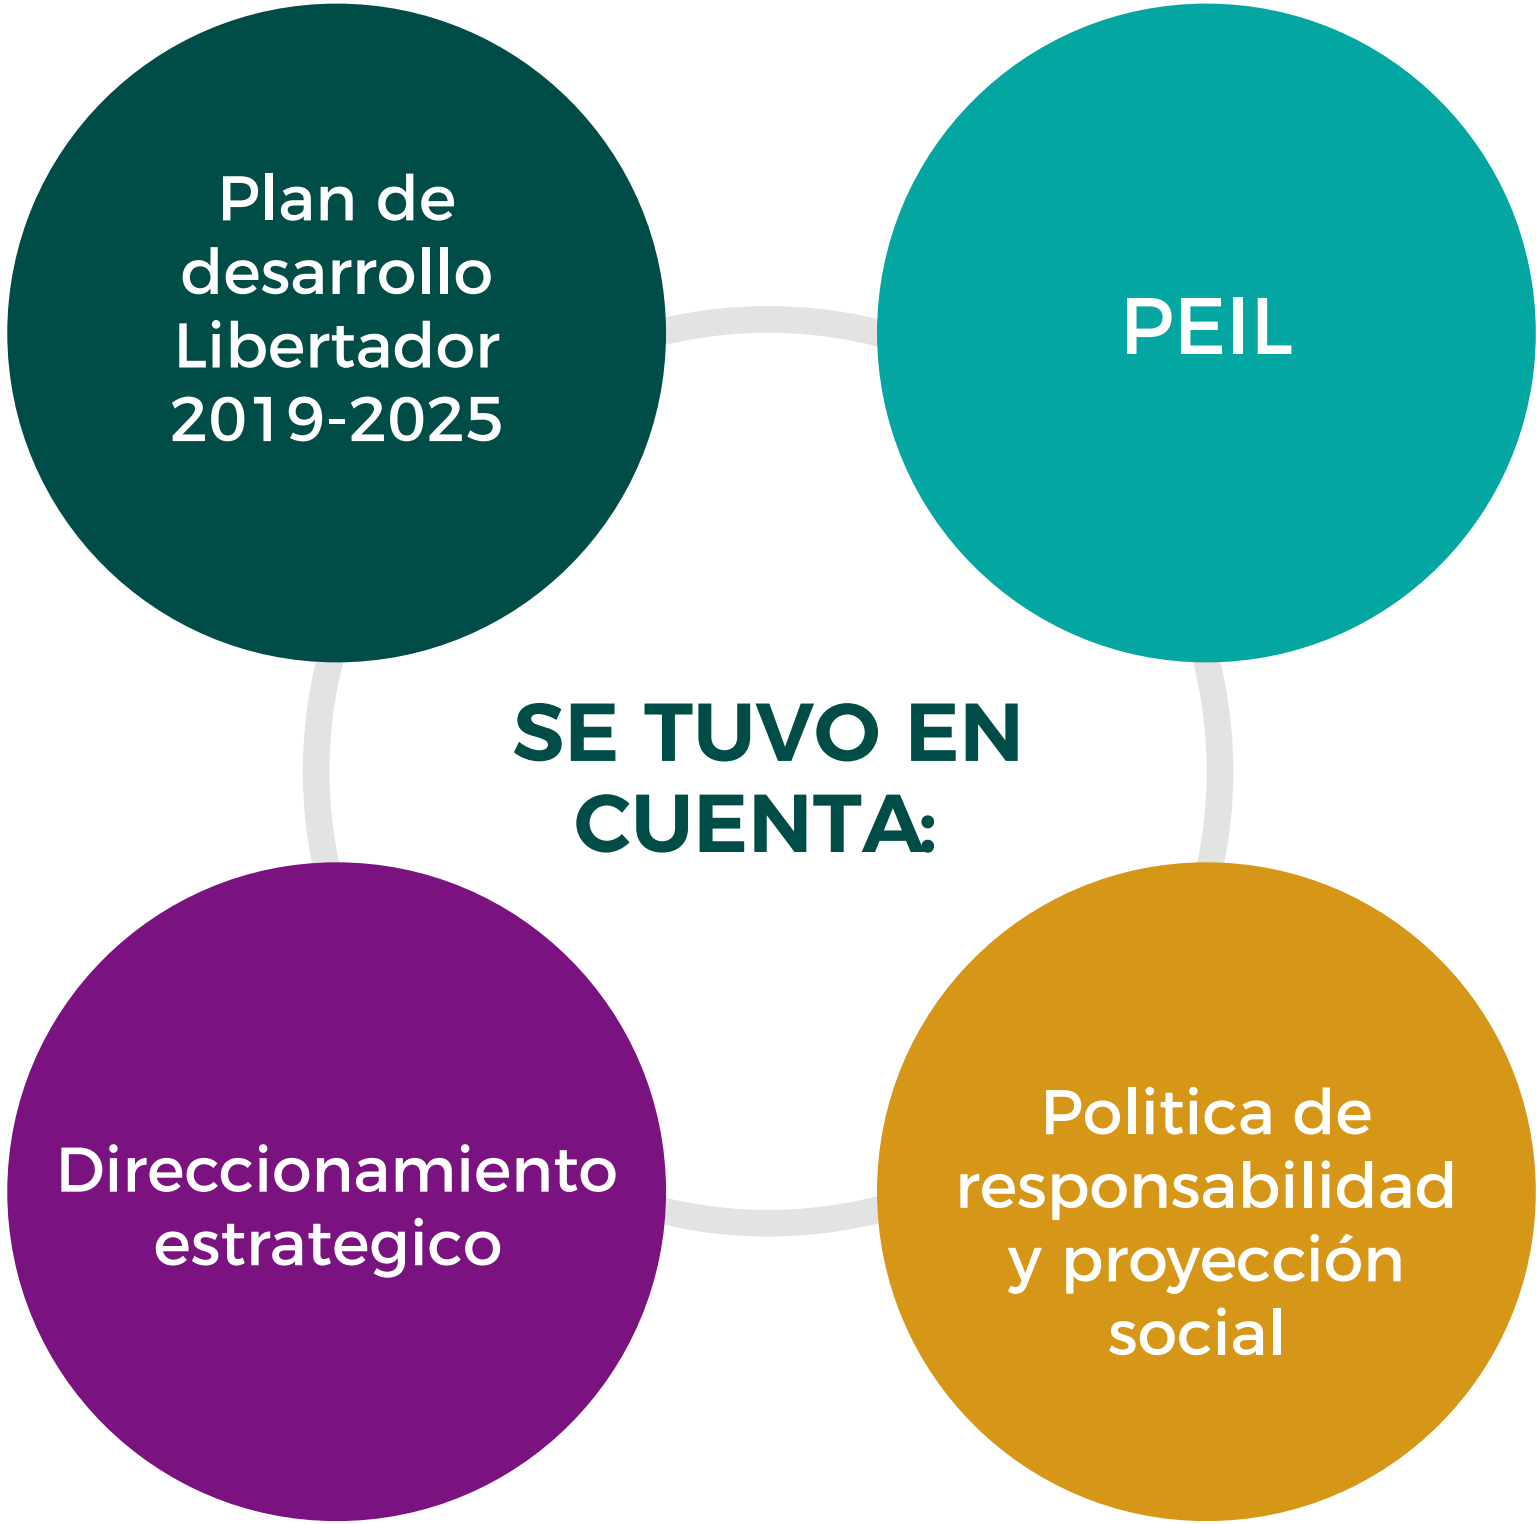 Plan de
desarrollo
Libertador
2019-2025
PEIL
SE TUVO EN
CUENTA:
Direccionamiento
estrategico
Politica de
responsabilidad
y proyección
social